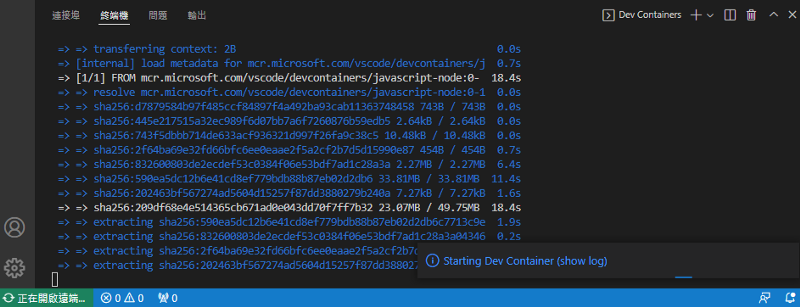 連接埠 終端機 問題 輸出 Dev Containers
=> => transferring context: 2B 0.0s
=> [internal] load metadata for mcr.microsoft.com/vscode/devcontainers/j 0.7s
=> [1/1] FROM mcr.microsoft.com/vscode/devcontainers/javascript-node:0- 18.4s
=> => resolve mcr.microsoft.com/vscode/devcontainers/javascript-node:0-1 0.0s
=> => sha256:d7879584b97f485ccf84897f4a492ba93cab11363748458 743B / 743B 0.0s
=> => sha256:445e217515a32ec989f6d07bb7a6f7260876b59edb5 2.64kB / 2.64kB 0.0s
=> => sha256:743f5dbbb714de633acf936321d997f26fa9c38c5 10.48kB / 10.48kB 0.0s
=> => sha256:2f64ba69e32fd66bfc6ee0eaae2f5a2cf2b7d5d15990e87 454B / 454B 0.7s
=> => sha256:832600803de2ecdef53c0384f06e53bdf7ad1c28a3a 2.27MB / 2.27MB 6.4s
=> => sha256:590ea5dc12b6e41cd8ef779bdb88b87eb02d2db6 33.81MB / 33.81MB 11.4s
=> => sha256:202463bf567274ad5604d15257f87dd3880279b240a 7.27kB / 7.27kB 1.6s
=> => sha256:209df68e4e514365cb671ad0e043dd70f7ff7b32 23.07MB / 49.75MB 18.4s
=> => extracting sha256:590ea5dc12b6e41cd8ef779bdb88b87eb02d2db6c7713c9e 1.9s
=> => extracting sha256:832600803de2ecdef53c0384f06e53bdf7ad1c28a3a04346 0.2s
=> => extracting sha256:2f64ba69e32fd66bfc6ee0eaae2f5a2cf2b7d
=> => extracting sha256:202463bf567274ad5604d15257f87dd388027
Starting Dev Container (show log)
正在開啟遠端... 0 0 0